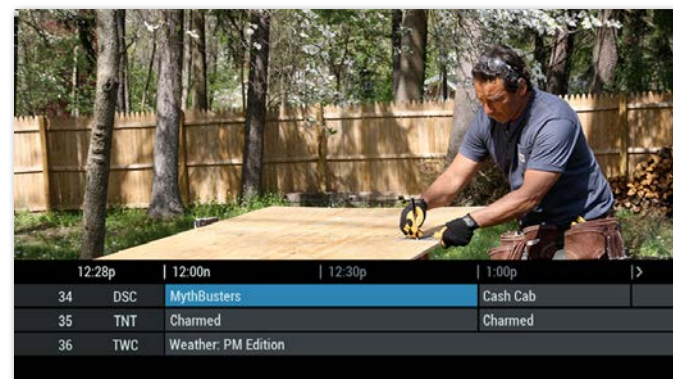 12:28p | 12:00n | 12:30p | 1:00p |>
34 DSC MythBusters Cash Cab
35 TNT Charmed Charmed
36 TWC Weather: PM Edition